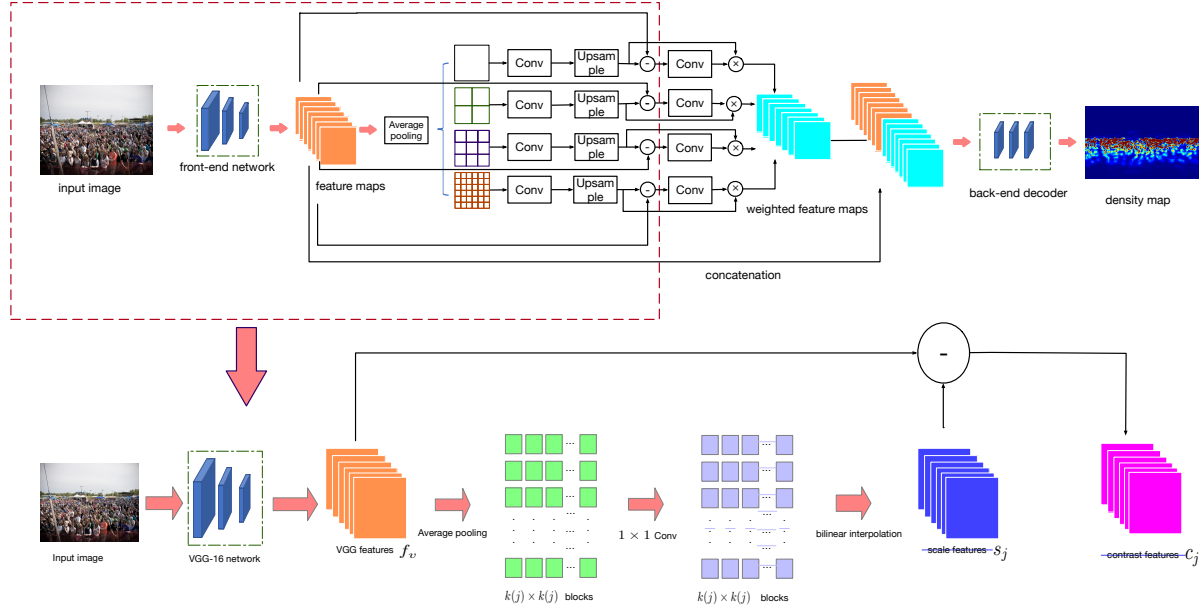 Conv
Upsam
ple
-
Conv
×
Conv
Upsam
ple
-
Conv
×
Average
pooling
Conv
Upsam
ple
-
Conv
×
Conv
Upsam
ple
-
Conv
×
input image
front-end network
feature maps
weighted feature maps
back-end decoder
density map
concatenation
-
Input image
VGG-16 network
VGG features f_v
Average pooling
k(j) × k(j) blocks
1 × 1 Conv
k(j) × k(j) blocks
bilinear interpolation
scale features s_j
contrast features c_j